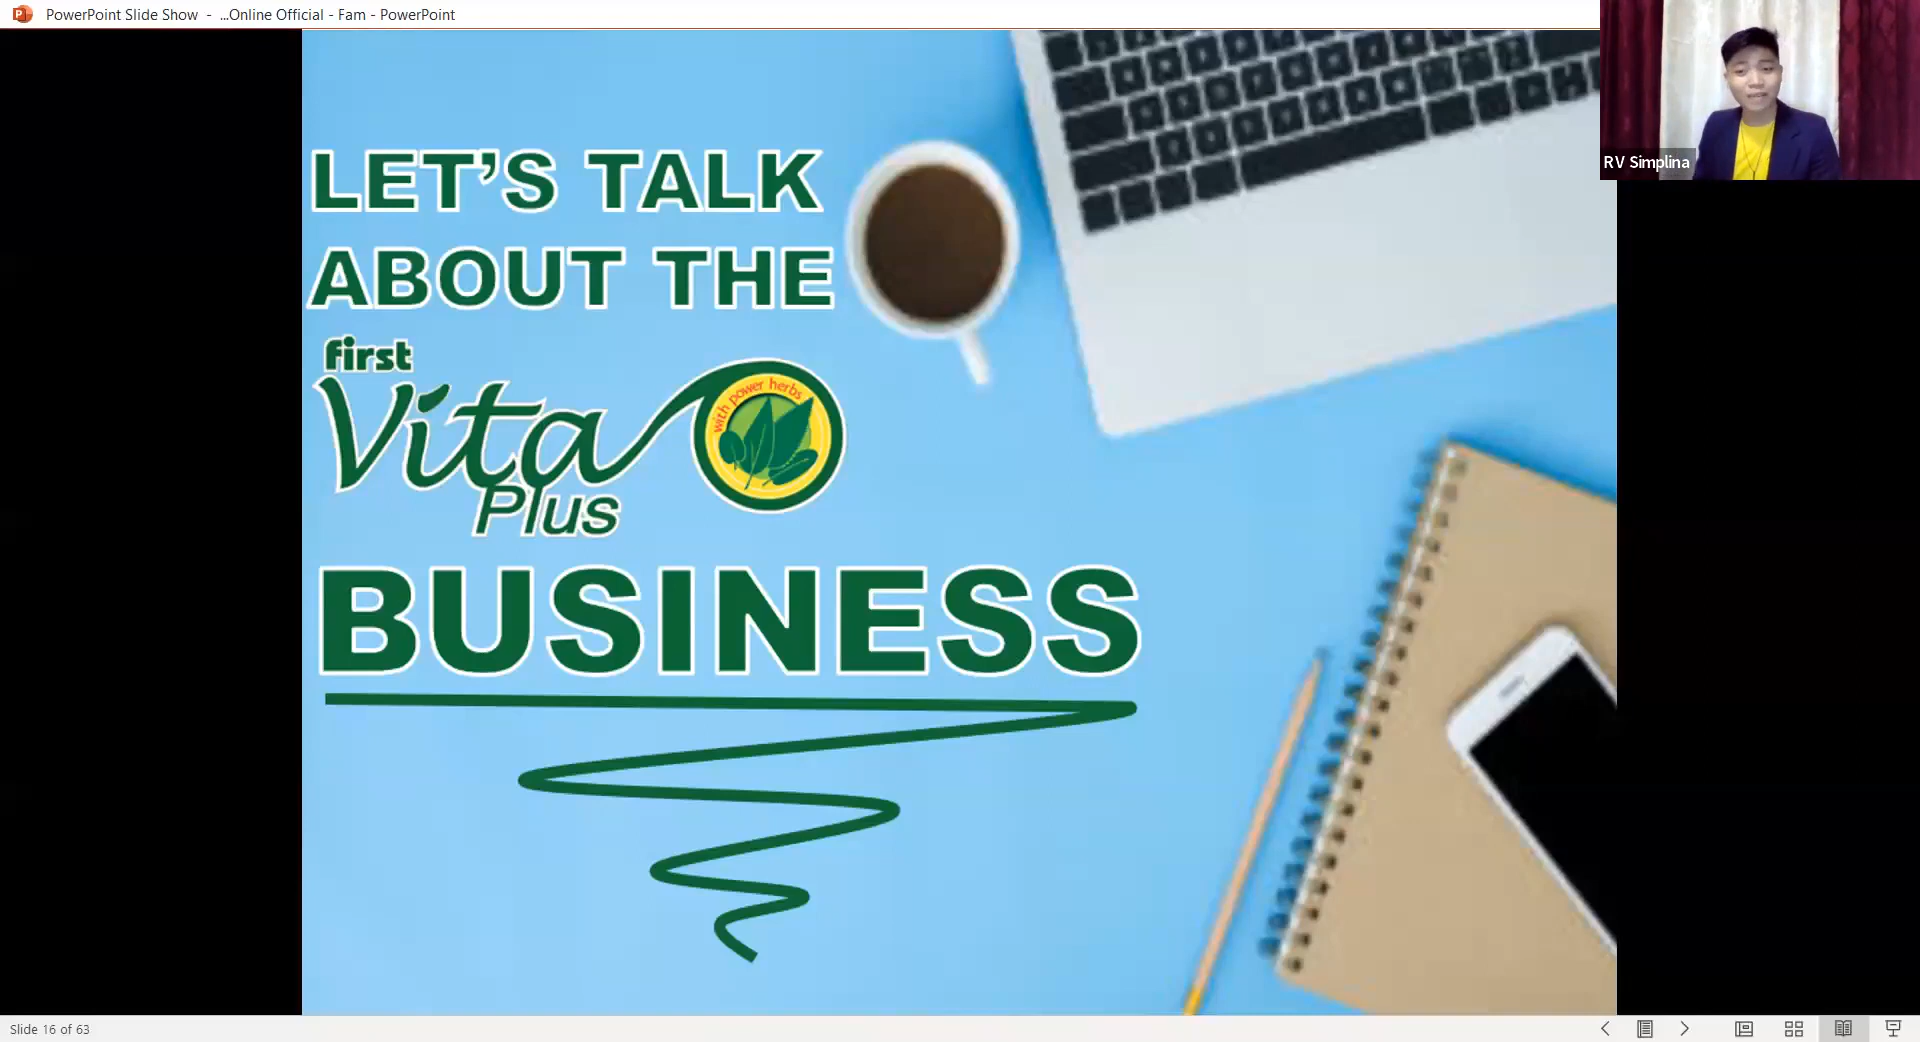 PowerPoint Slide Show - ...Online Official - Fam - PowerPoint
RV Simplina
LET'S TALK
ABOUT THE
first
Vita
Plus
with power herbs
BUSINESS
Slide 16 of 63